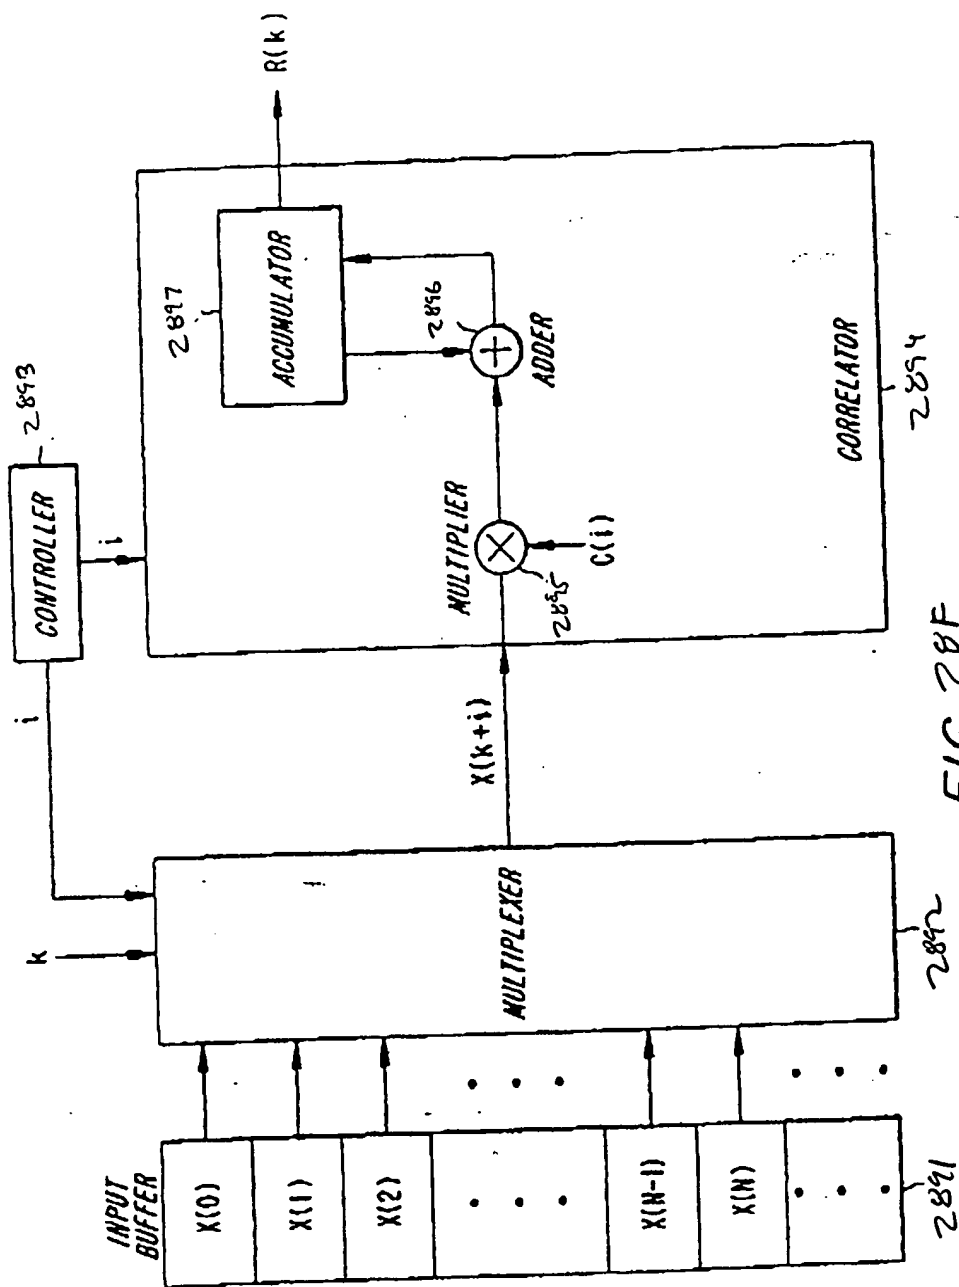 INPUT
BUFFER
X(0)
X(1)
X(2)
X(N-1)
X(N)
2891
k
i
MULTIPLEXER
2892
X(k+i)
CONTROLLER
2893
i
MULTIPLIER
2895
C(i)
ADDER
2896
ACCUMULATOR
2897
R(k)
CORRELATOR
2894
FIG 28F